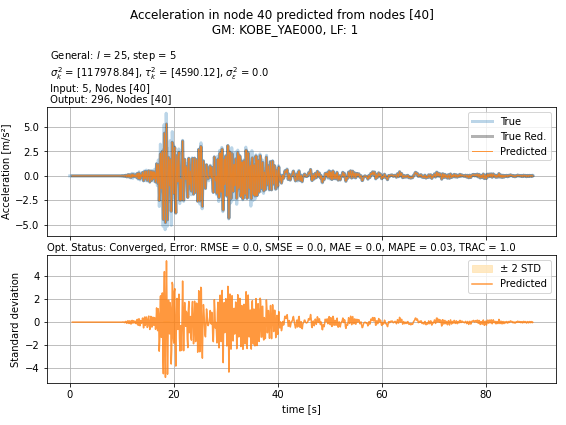 Acceleration in node 40 predicted from nodes [40]
GM: KOBE_YAE000, LF: 1
General: l = 25, step = 5
σ²ₖ = [117978.84], τ²ₖ = [4590.12], σ²ε = 0.0
Input: 5, Nodes [40]
Output: 296, Nodes [40]
Acceleration [m/s²]
5.0
2.5
0.0
−2.5
−5.0
True
True Red.
Predicted
Opt. Status: Converged, Error: RMSE = 0.0, SMSE = 0.0, MAE = 0.0, MAPE = 0.03, TRAC = 1.0
Standard deviation
4
2
0
−2
−4
± 2 STD
Predicted
0 20 40 60 80
time [s]